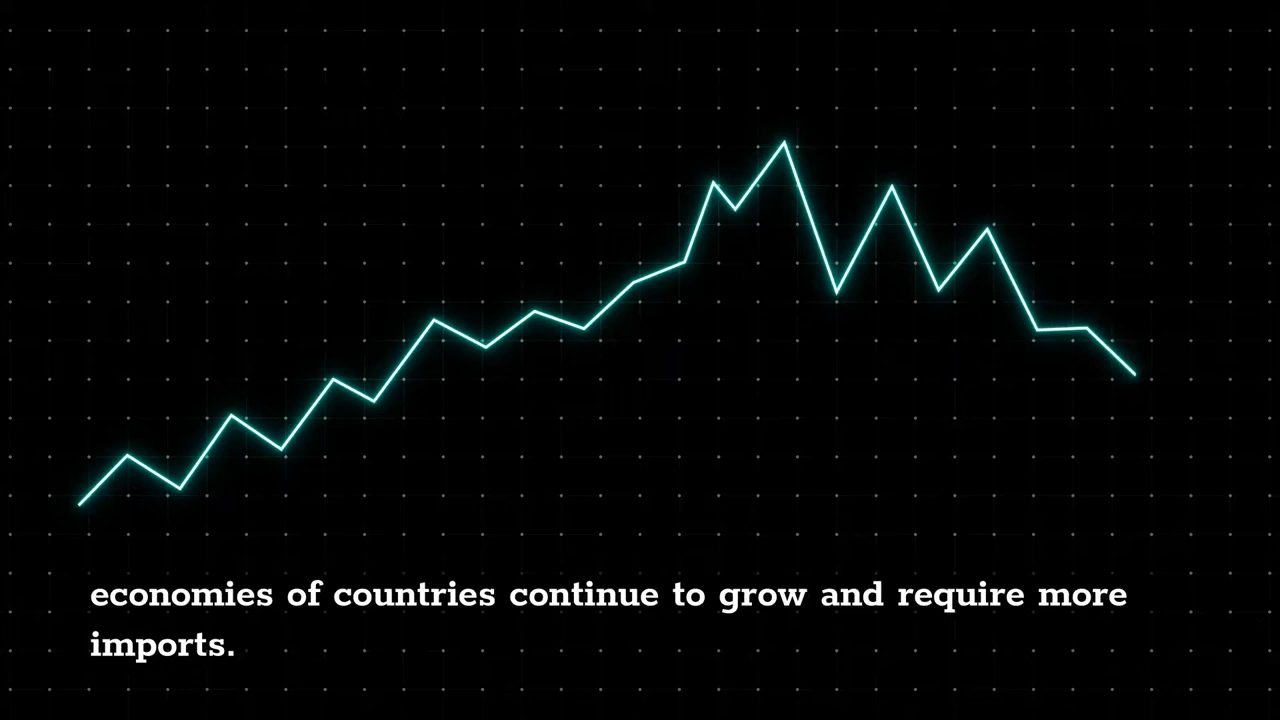 economies of countries continue to grow and require more
imports.